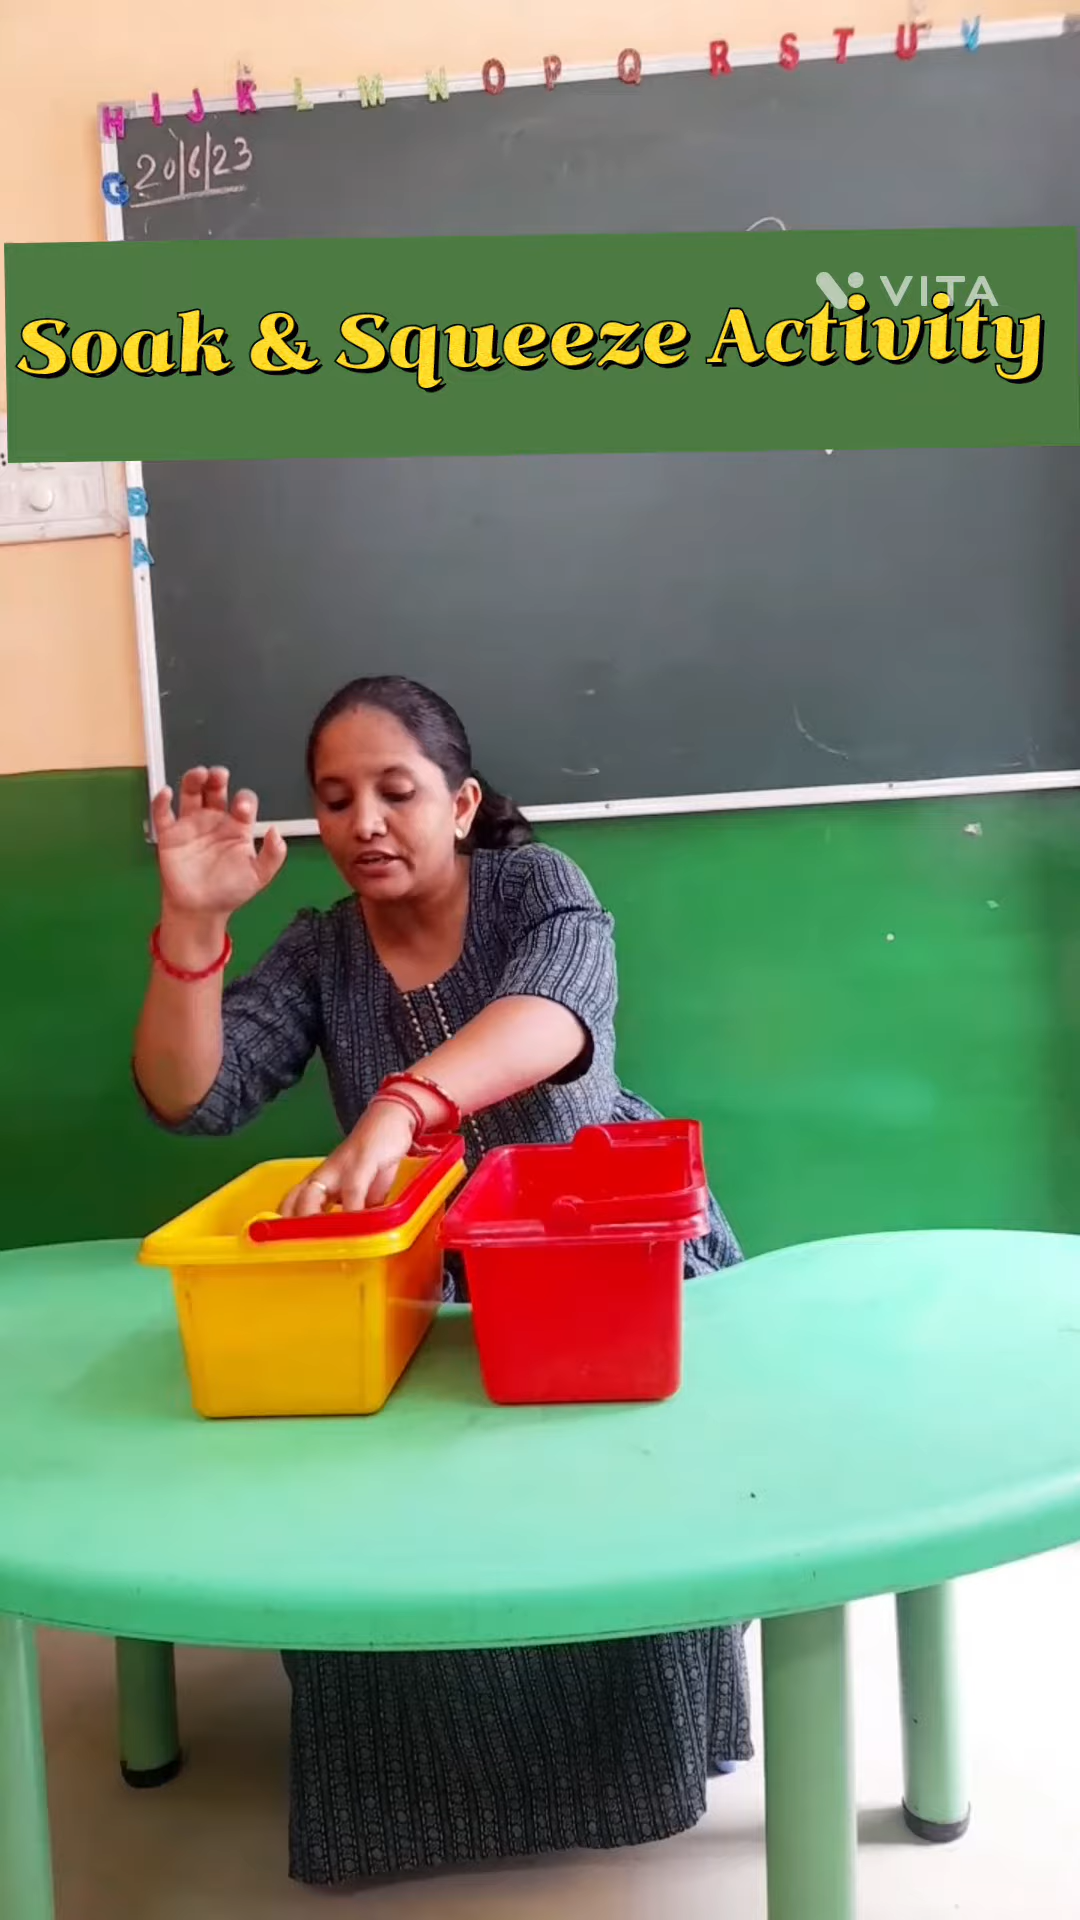 H I J K L M N O P Q R S T U V
G
20/6/23
VITA
Soak & Squeeze Activity
B
A